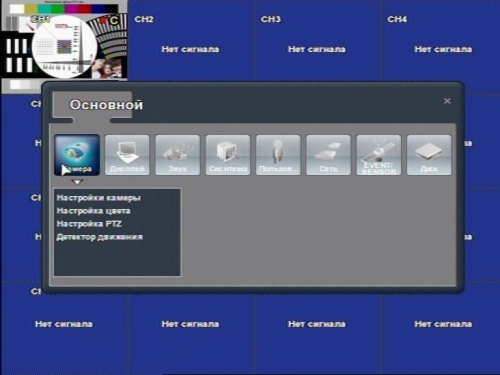 CH1
C
CH2
CH3
CH4
Нет сигнала
Нет сигнала
Нет сигнала
Основной
Камера
Дисплей
Звук
Система
Пользов...
Сеть
EVENT/
SENSOR
Диск
Настройки камеры
Настройка цвета
Настройка PTZ
Детектор движения
Нет сигнала
Нет сигнала
Нет сигнала
Нет сигнала